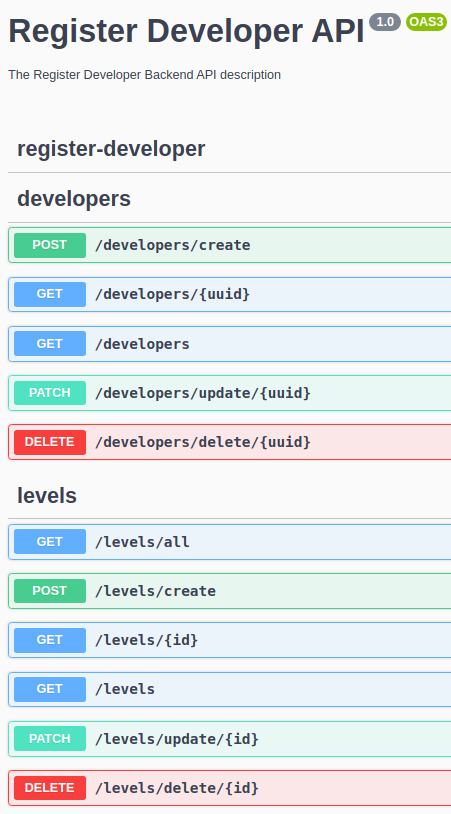 Register Developer API 1.0 OAS3
The Register Developer Backend API description
register-developer
developers
POST /developers/create
GET /developers/{uuid}
GET /developers
PATCH /developers/update/{uuid}
DELETE /developers/delete/{uuid}
levels
GET /levels/all
POST /levels/create
GET /levels/{id}
GET /levels
PATCH /levels/update/{id}
DELETE /levels/delete/{id}